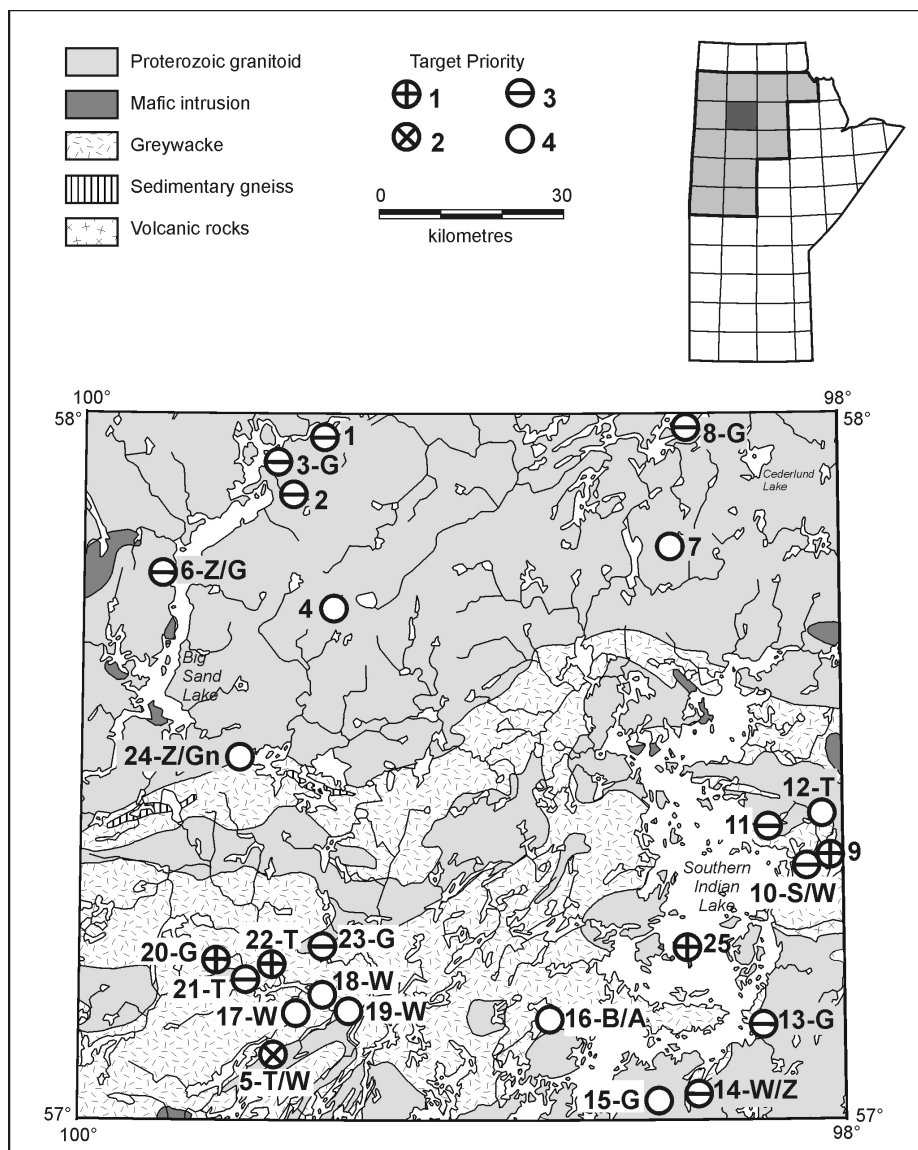 Proterozoic granitoid
Mafic intrusion
Greywacke
Sedimentary gneiss
Volcanic rocks
Target Priority
1
3
2
4
0 30
kilometres
100° 98°
58° 58°
1
8-G
3-G
Cederlund
Lake
2
7
6-Z/G
4
Big
Sand
Lake
24-Z/Gn
12-T
11
9
Southern
Indian
Lake
10-S/W
25
22-T
23-G
20-G
21-T
18-W
17-W
19-W
16-B/A
13-G
5-T/W
14-W/Z
15-G
57° 57°
100° 98°